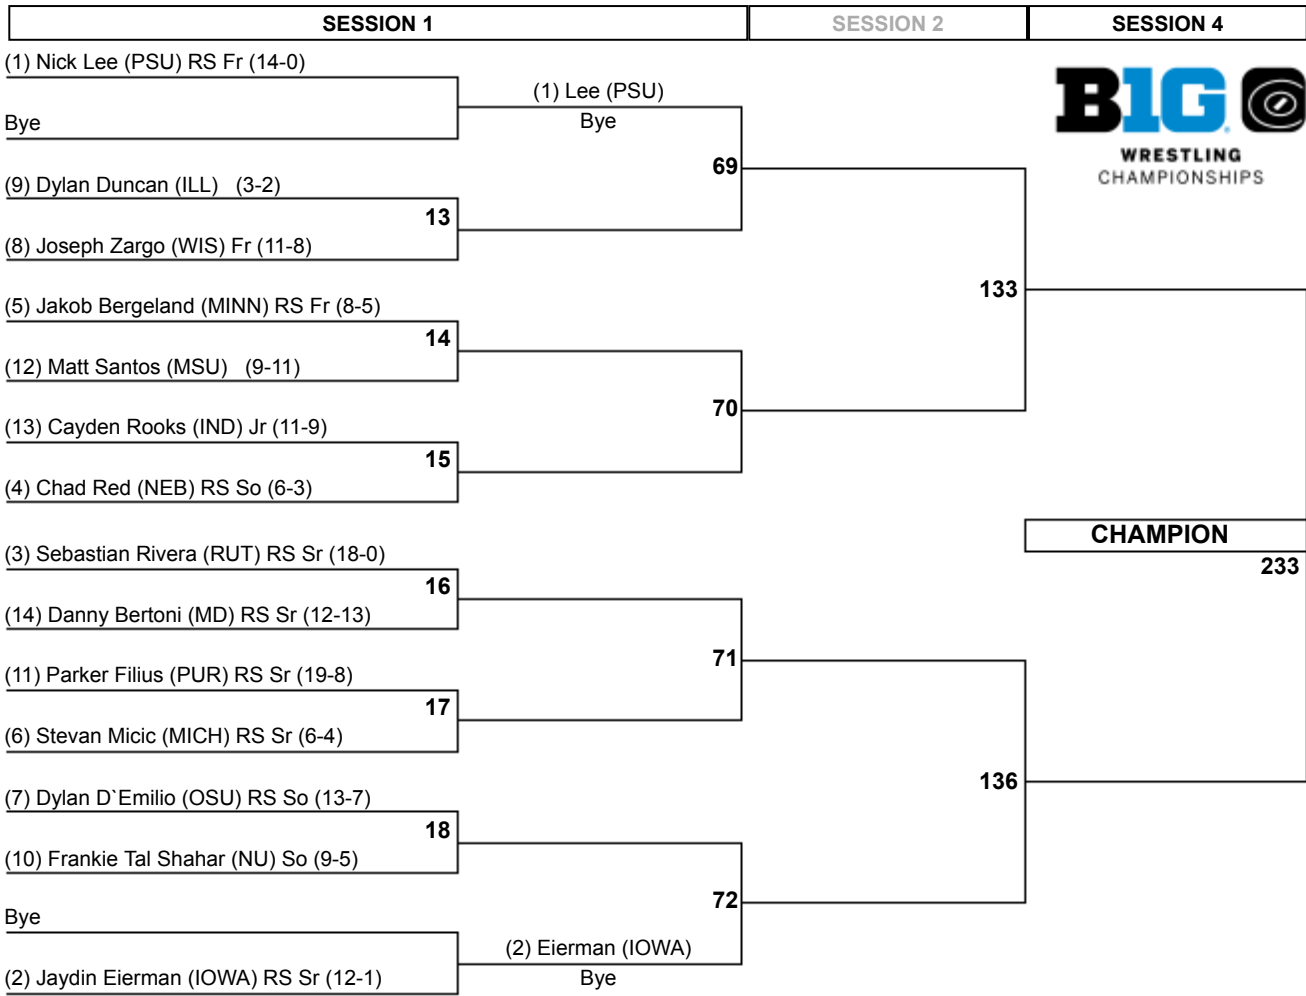 SESSION 1 SESSION 2 SESSION 4
(1) Nick Lee (PSU) RS Fr (14-0)
Bye
(1) Lee (PSU)
Bye
B1G
WRESTLING
CHAMPIONSHIPS
69
(9) Dylan Duncan (ILL) (3-2)
13
(8) Joseph Zargo (WIS) Fr (11-8)
133
(5) Jakob Bergeland (MINN) RS Fr (8-5)
14
(12) Matt Santos (MSU) (9-11)
70
(13) Cayden Rooks (IND) Jr (11-9)
15
(4) Chad Red (NEB) RS So (6-3)
CHAMPION
233
(3) Sebastian Rivera (RUT) RS Sr (18-0)
16
(14) Danny Bertoni (MD) RS Sr (12-13)
71
(11) Parker Filius (PUR) RS Sr (19-8)
17
(6) Stevan Micic (MICH) RS Sr (6-4)
136
(7) Dylan D`Emilio (OSU) RS So (13-7)
18
(10) Frankie Tal Shahar (NU) So (9-5)
72
Bye
(2) Eierman (IOWA)
Bye
(2) Jaydin Eierman (IOWA) RS Sr (12-1)